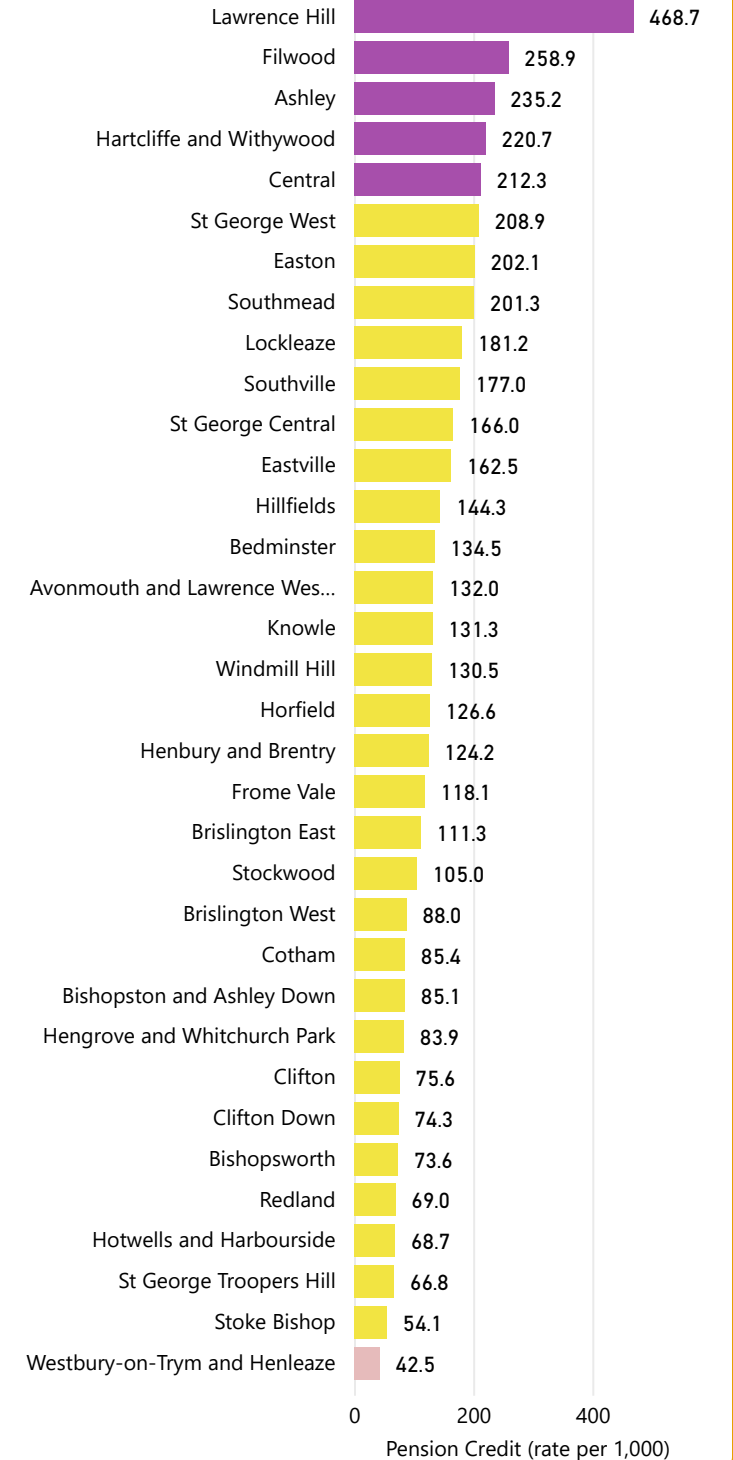 Lawrence Hill 468.7
Filwood 258.9
Ashley 235.2
Hartcliffe and Withywood 220.7
Central 212.3
St George West 208.9
Easton 202.1
Southmead 201.3
Lockleaze 181.2
Southville 177.0
St George Central 166.0
Eastville 162.5
Hillfields 144.3
Bedminster 134.5
Avonmouth and Lawrence Wes... 132.0
Knowle 131.3
Windmill Hill 130.5
Horfield 126.6
Henbury and Brentry 124.2
Frome Vale 118.1
Brislington East 111.3
Stockwood 105.0
Brislington West 88.0
Cotham 85.4
Bishopston and Ashley Down 85.1
Hengrove and Whitchurch Park 83.9
Clifton 75.6
Clifton Down 74.3
Bishopsworth 73.6
Redland 69.0
Hotwells and Harbourside 68.7
St George Troopers Hill 66.8
Stoke Bishop 54.1
Westbury-on-Trym and Henleaze 42.5
0 200 400
Pension Credit (rate per 1,000)